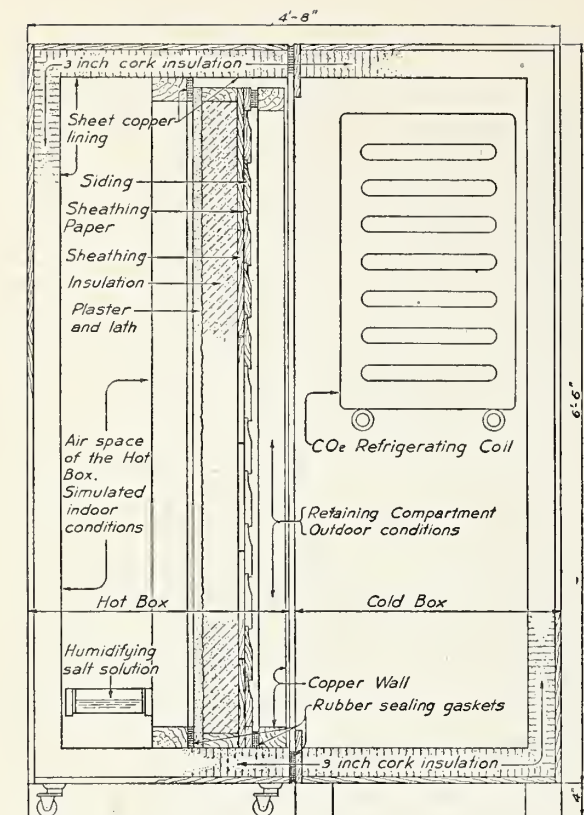 4'-8"
3 inch cork insulation
Sheet copper
lining
Siding
Sheathing
Paper
Sheathing
Insulation
Plaster
and lath
CO2 Refrigerating Coil
6'-6"
Air space
of the Hot
Box.
Simulated
indoor
conditions
Retaining Compartment
Outdoor conditions
Hot Box
Cold Box
Humidifying
salt solution
Copper Wall
Rubber sealing gaskets
3 inch cork insulation
4"